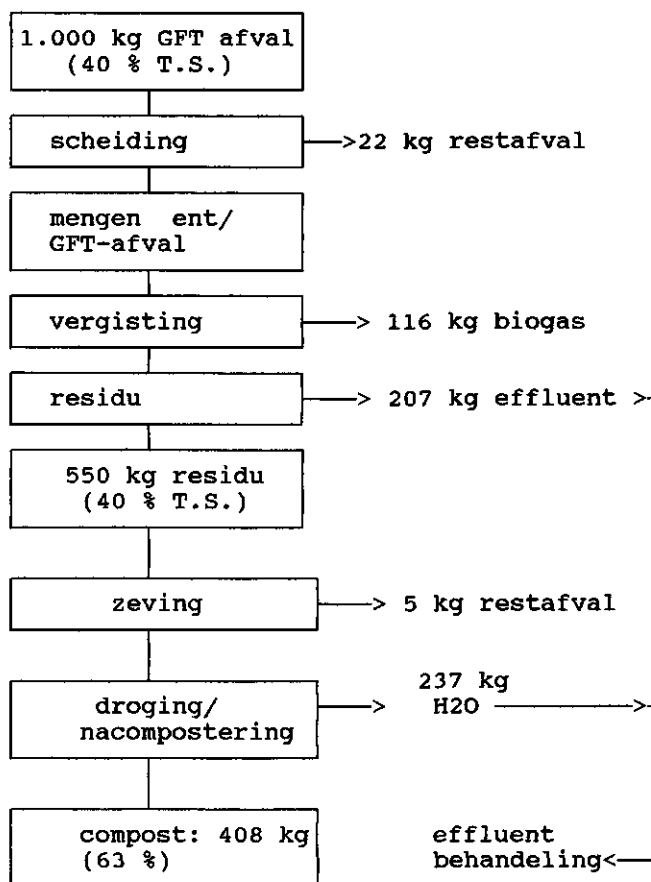 1.000 kg GFT afval
(40 % T.S.)
scheiding
>22 kg restafval
mengen ent/
GFT-afval
vergisting
> 116 kg biogas
residu
> 207 kg effluent >
550 kg residu
(40 % T.S.)
zeving
> 5 kg restafval
droging/
nacompostering
>
237 kg
H2O
>
compost: 408 kg
(63 %)
effluent
behandeling<